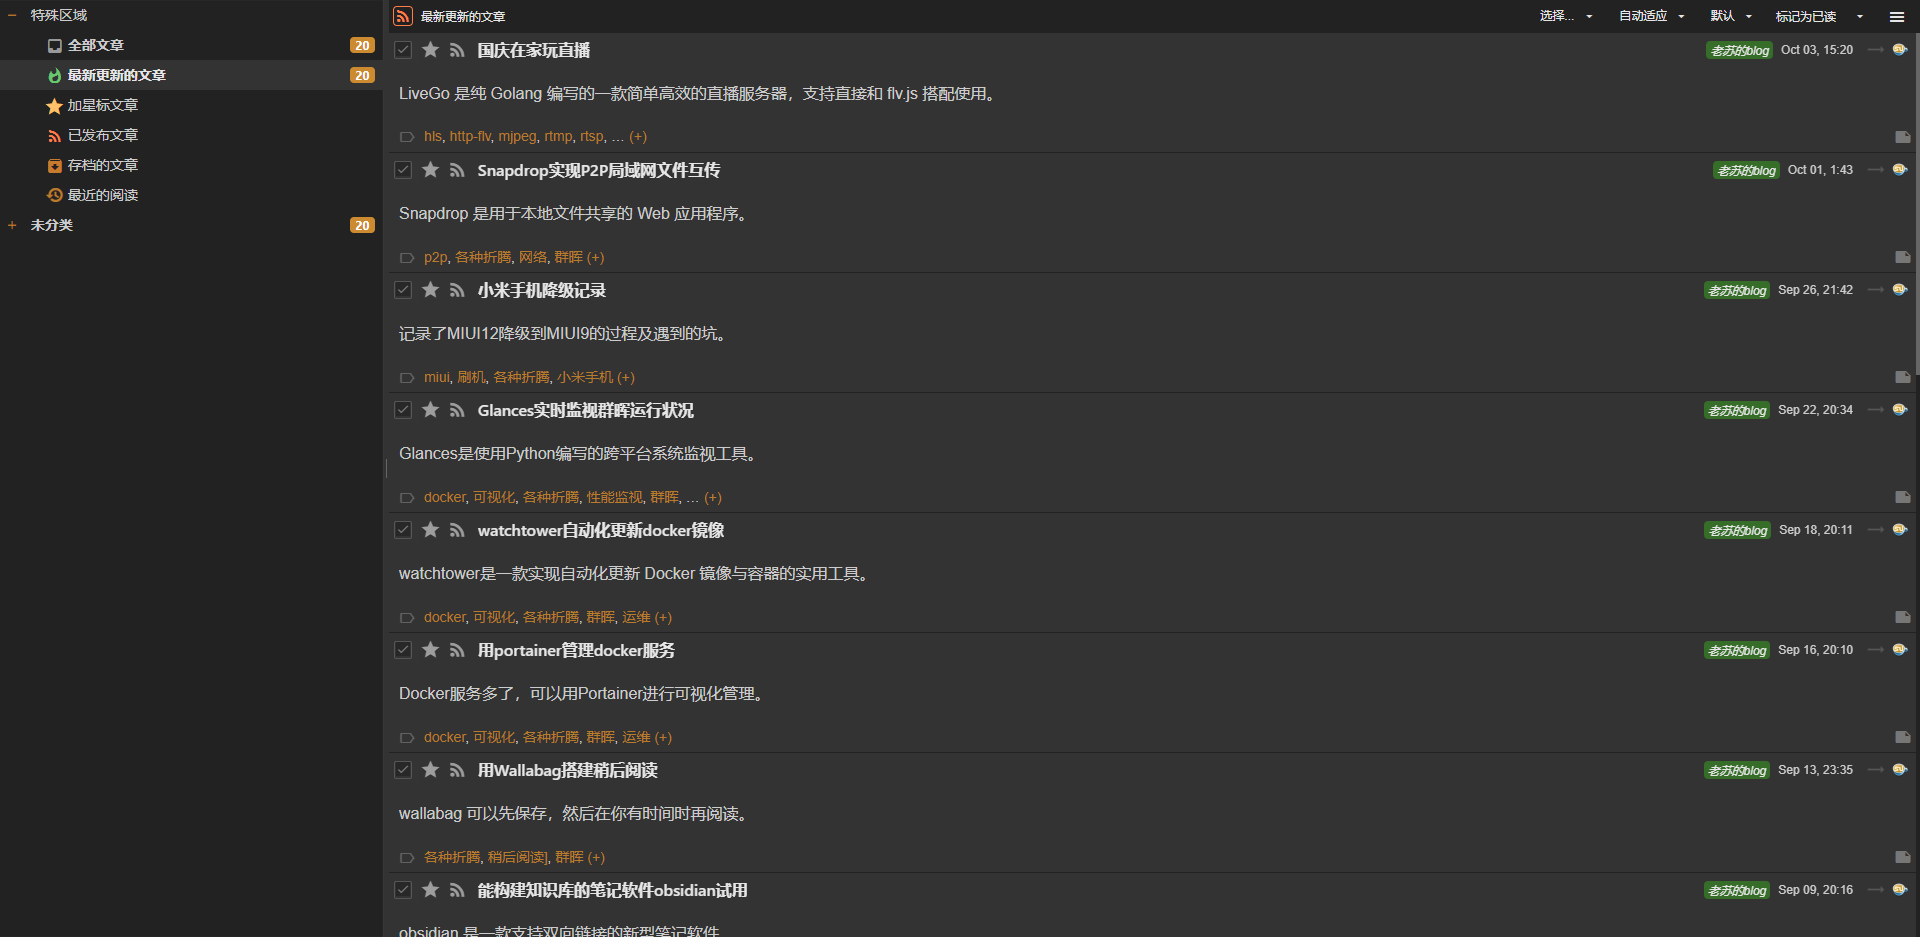 特殊区域
全部文章 20
最新更新的文章 20
加星标文章
已发布文章
存档的文章
最近的阅读
未分类 20
最新更新的文章 选择... 自动适应 默认 标记为已读
国庆在家玩直播 老苏的blog Oct 03, 15:20
LiveGo 是纯 Golang 编写的一款简单高效的直播服务器，支持直接和 flv.js 搭配使用。
hls, http-flv, mjpeg, rtmp, rtsp, ... (+)
Snapdrop实现P2P局域网文件互传 老苏的blog Oct 01, 1:43
Snapdrop 是用于本地文件共享的 Web 应用程序。
p2p, 各种折腾, 网络, 群晖 (+)
小米手机降级记录 老苏的blog Sep 26, 21:42
记录了MIUI12降级到MIUI9的过程及遇到的坑。
miui, 刷机, 各种折腾, 小米手机 (+)
Glances实时监视群晖运行状况 老苏的blog Sep 22, 20:34
Glances是使用Python编写的跨平台系统监视工具。
docker, 可视化, 各种折腾, 性能监视, 群晖, ... (+)
watchtower自动化更新docker镜像 老苏的blog Sep 18, 20:11
watchtower是一款实现自动化更新 Docker 镜像与容器的实用工具。
docker, 可视化, 各种折腾, 群晖, 运维 (+)
用portainer管理docker服务 老苏的blog Sep 16, 20:10
Docker服务多了，可以用Portainer进行可视化管理。
docker, 可视化, 各种折腾, 群晖, 运维 (+)
用Wallabag搭建稍后阅读 老苏的blog Sep 13, 23:35
wallabag 可以先保存，然后在你有时间时再阅读。
各种折腾, 稍后阅读], 群晖 (+)
能构建知识库的笔记软件obsidian试用 老苏的blog Sep 09, 20:16
obsidian 是一款支持双向链接的新型笔记软件